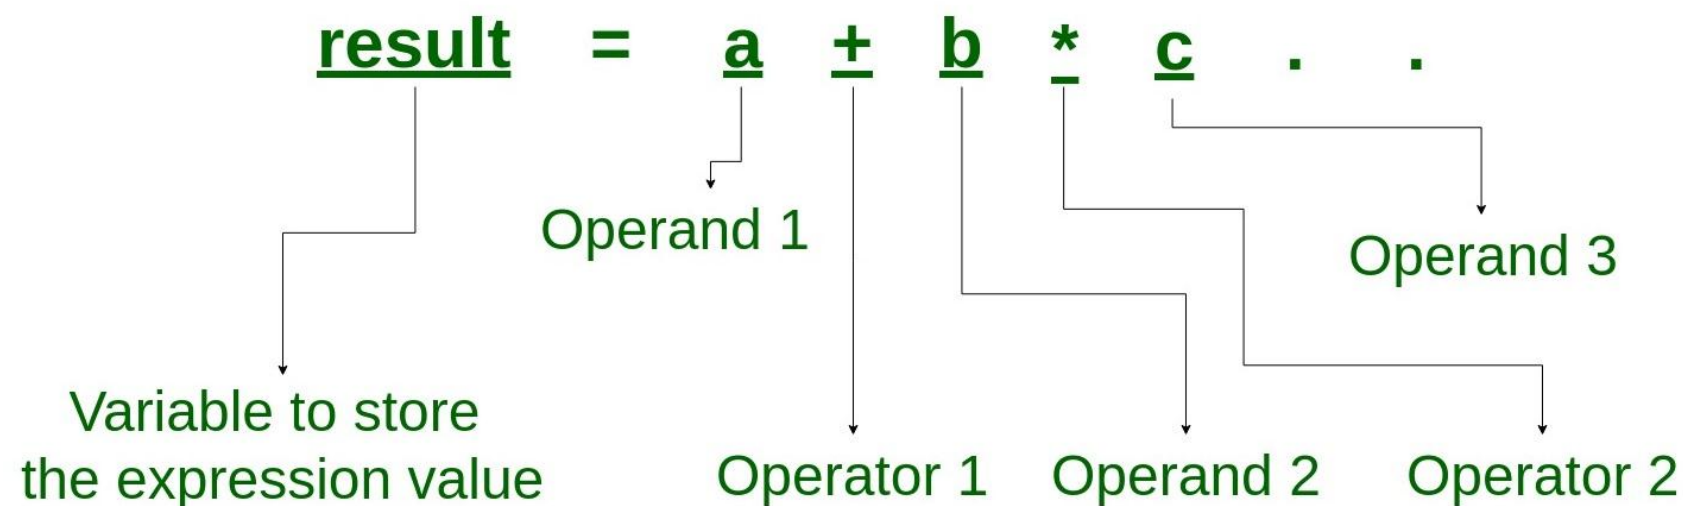 result = a + b * c . .
Operand 1
Operand 3
Variable to store
the expression value
Operator 1
Operand 2
Operator 2